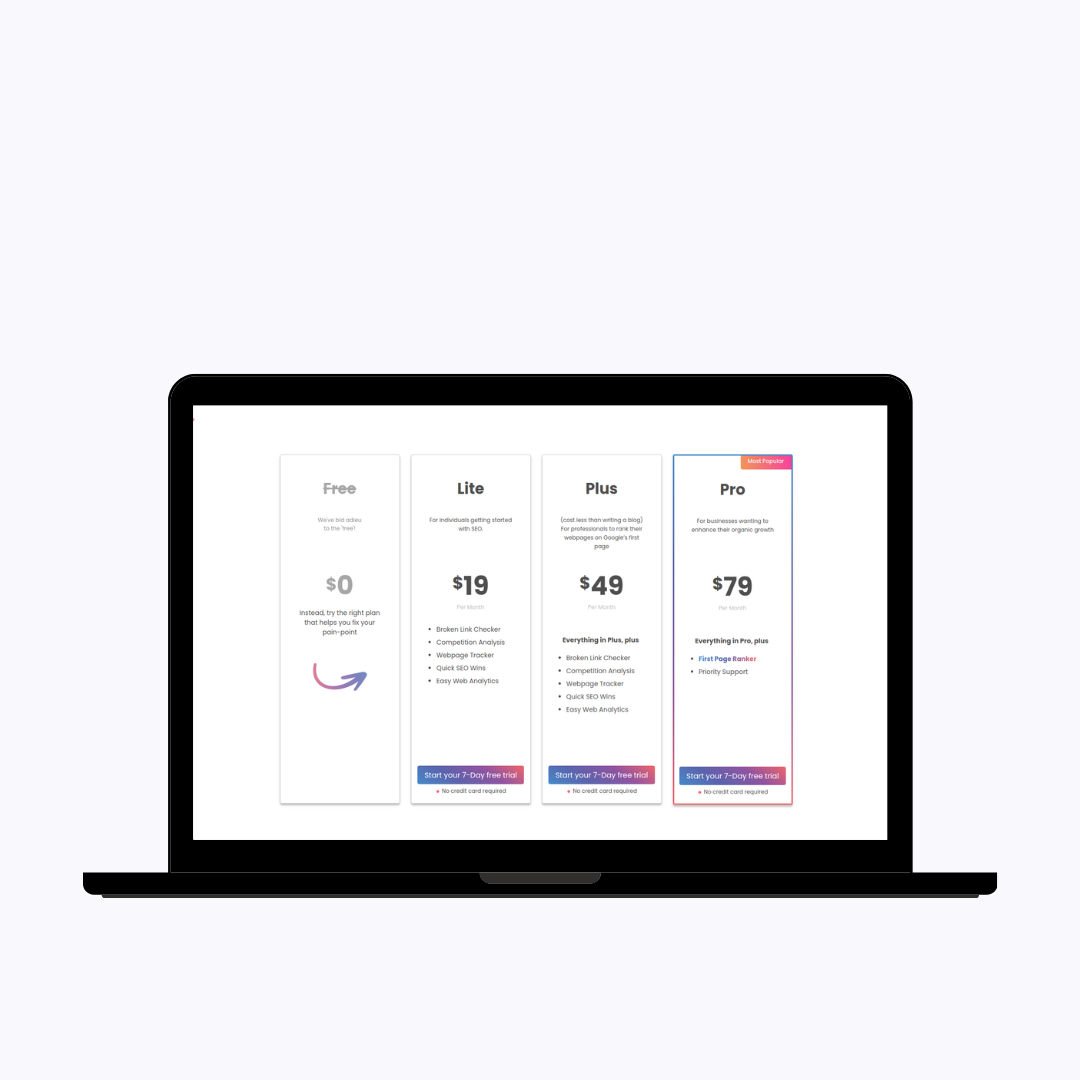 Free
We've bid adieu
to the 'free'!
$0
Instead, try the right plan
that helps you fix your
pain-point
Lite
For individuals getting started
with SEO.
$19
Per Month
• Broken Link Checker
• Competition Analysis
• Webpage Tracker
• Quick SEO Wins
• Easy Web Analytics
Start your 7-Day free trial
No credit card required
Plus
(cost less than writing a blog)
For professionals to rank their
webpages on Google's first
page
$49
Per Month
Everything in Plus, plus
• Broken Link Checker
• Competition Analysis
• Webpage Tracker
• Quick SEO Wins
• Easy Web Analytics
Start your 7-Day free trial
No credit card required
Most Popular
Pro
For businesses wanting to
enhance their organic growth
$79
Per Month
Everything in Pro, plus
• First Page Ranker
• Priority Support
Start your 7-Day free trial
No credit card required